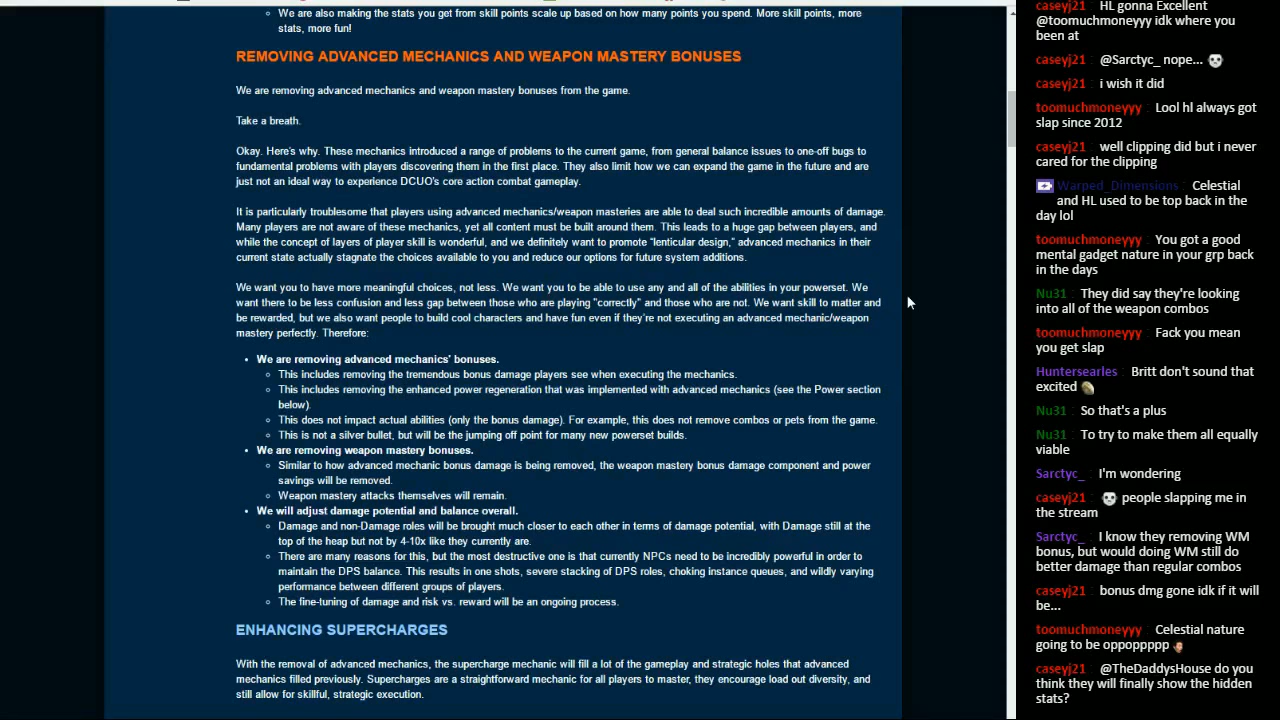 We are also making the stats you get from skill points scale up based on how many points you spend. More skill points, more
stats, more fun!
REMOVING ADVANCED MECHANICS AND WEAPON MASTERY BONUSES
We are removing advanced mechanics and weapon mastery bonuses from the game.
Take a breath.
Okay. Here's why. These mechanics introduced a range of problems to the current game, from general balance issues to one-off bugs to
fundamental problems with players discovering them in the first place. They also limit how we can expand the game in the future and are
just not an ideal way to experience DCUO's core action combat gameplay.
It is particularly troublesome that players using advanced mechanics/weapon masteries are able to deal such incredible amounts of damage.
Many players are not aware of these mechanics, yet all content must be built around them. This leads to a huge gap between players, and
while the concept of layers of player skill is wonderful, and we definitely want to promote "lenticular design," advanced mechanics in their
current state actually stagnate the choices available to you and reduce our options for future system additions.
We want you to have more meaningful choices, not less. We want you to be able to use any and all of the abilities in your powerset. We
want there to be less confusion and less gap between those who are playing "correctly" and those who are not. We want skill to matter and
be rewarded, but we also want people to build cool characters and have fun even if they're not executing an advanced mechanic/weapon
mastery perfectly. Therefore:
• We are removing advanced mechanics' bonuses.
○ This includes removing the tremendous bonus damage players see when executing the mechanics.
○ This includes removing the enhanced power regeneration that was implemented with advanced mechanics (see the Power section
below).
○ This does not impact actual abilities (only the bonus damage). For example, this does not remove combos or pets from the game.
○ This is not a silver bullet, but will be the jumping off point for many new powerset builds.
• We are removing weapon mastery bonuses.
○ Similar to how advanced mechanic bonus damage is being removed, the weapon mastery bonus damage component and power
savings will be removed.
○ Weapon mastery attacks themselves will remain.
• We will adjust damage potential and balance overall.
○ Damage and non-Damage roles will be brought much closer to each other in terms of damage potential, with Damage still at the
top of the heap but not by 4-10x like they currently are.
○ There are many reasons for this, but the most destructive one is that currently NPCs need to be incredibly powerful in order to
maintain the DPS balance. This results in one shots, severe stacking of DPS roles, choking instance queues, and wildly varying
performance between different groups of players.
○ The fine-tuning of damage and risk vs. reward will be an ongoing process.
ENHANCING SUPERCHARGES
With the removal of advanced mechanics, the supercharge mechanic will fill a lot of the gameplay and strategic holes that advanced
mechanics filled previously. Supercharges are a straightforward mechanic for all players to master, they encourage load out diversity, and
still allow for skillful, strategic execution.
caseyj21 : HL gonna Excellent
@toomuchmoneyyy idk where you
been at
caseyj21 : @Sarctyc_ nope... 💀
caseyj21 : i wish it did
toomuchmoneyyy : Lool hl always got
slap since 2012
caseyj21 : well clipping did but i never
cared for the clipping
Warped_Dimensions : Celestial
and HL used to be top back in the
day lol
toomuchmoneyyy : You got a good
mental gadget nature in your grp back
in the days
Nu31 : They did say they're looking
into all of the weapon combos
toomuchmoneyyy : Fack you mean
you get slap
Huntersearles : Britt don't sound that
excited
Nu31 : So that's a plus
Nu31 : To try to make them all equally
viable
Sarctyc_ : I'm wondering
caseyj21 : 💀 people slapping me in
the stream
Sarctyc_ : I know they removing WM
bonus, but would doing WM still do
better damage than regular combos
caseyj21 : bonus dmg gone idk if it will
be...
toomuchmoneyyy : Celestial nature
going to be oppoppppp
caseyj21 : @TheDaddysHouse do you
think they will finally show the hidden
stats?